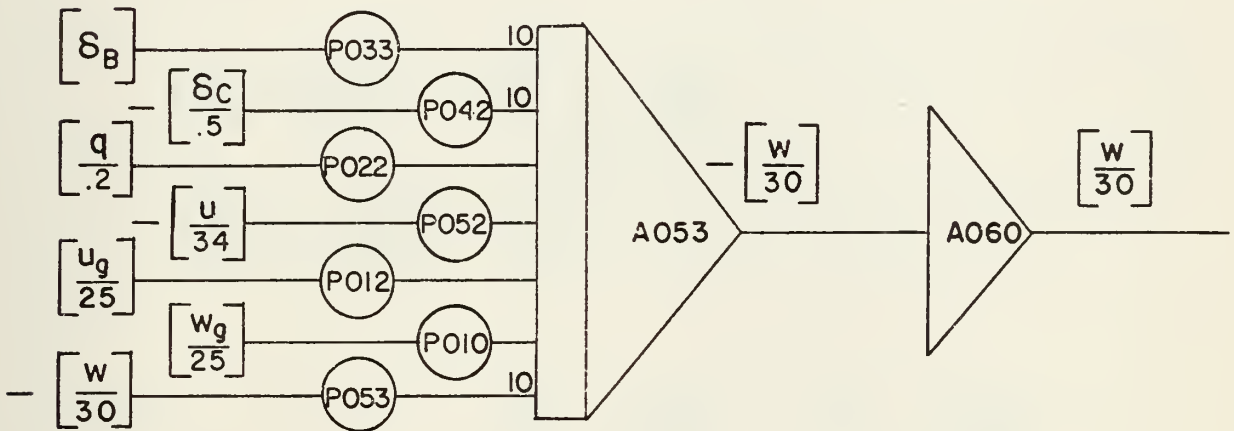 [δB] P033 10
- [δC/.5] P042 10
[q/.2] P022
- [u/34] P052
[ug/25] P012
[wg/25] P010
- [w/30] P053 10
A053
- [w/30]
A060
[w/30]